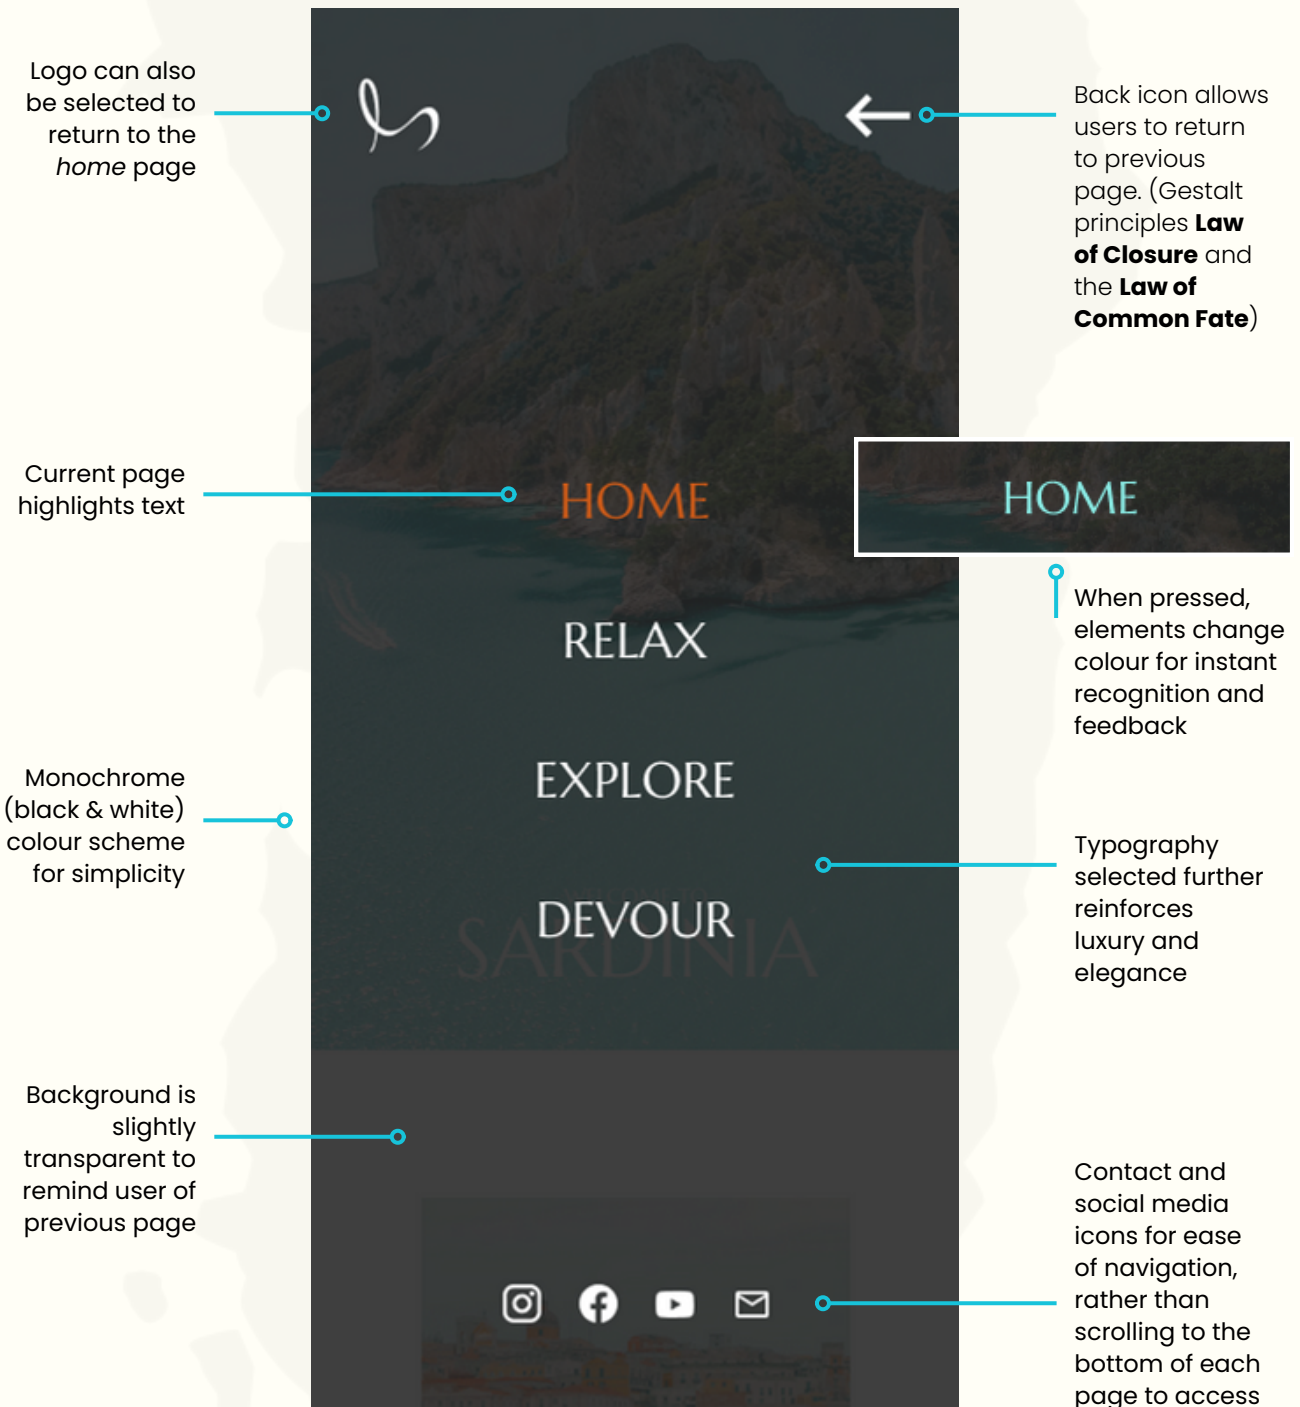 Logo can also
be selected to
return to the
home page
Back icon allows
users to return
to previous
page. (Gestalt
principles Law
of Closure and
the Law of
Common Fate)
Current page
highlights text
HOME
HOME
When pressed,
elements change
colour for instant
recognition and
feedback
RELAX
Monochrome
(black & white)
colour scheme
for simplicity
EXPLORE
Typography
selected further
reinforces
luxury and
elegance
DEVOUR
SARDINIA
Background is
slightly
transparent to
remind user of
previous page
Contact and
social media
icons for ease
of navigation,
rather than
scrolling to the
bottom of each
page to access